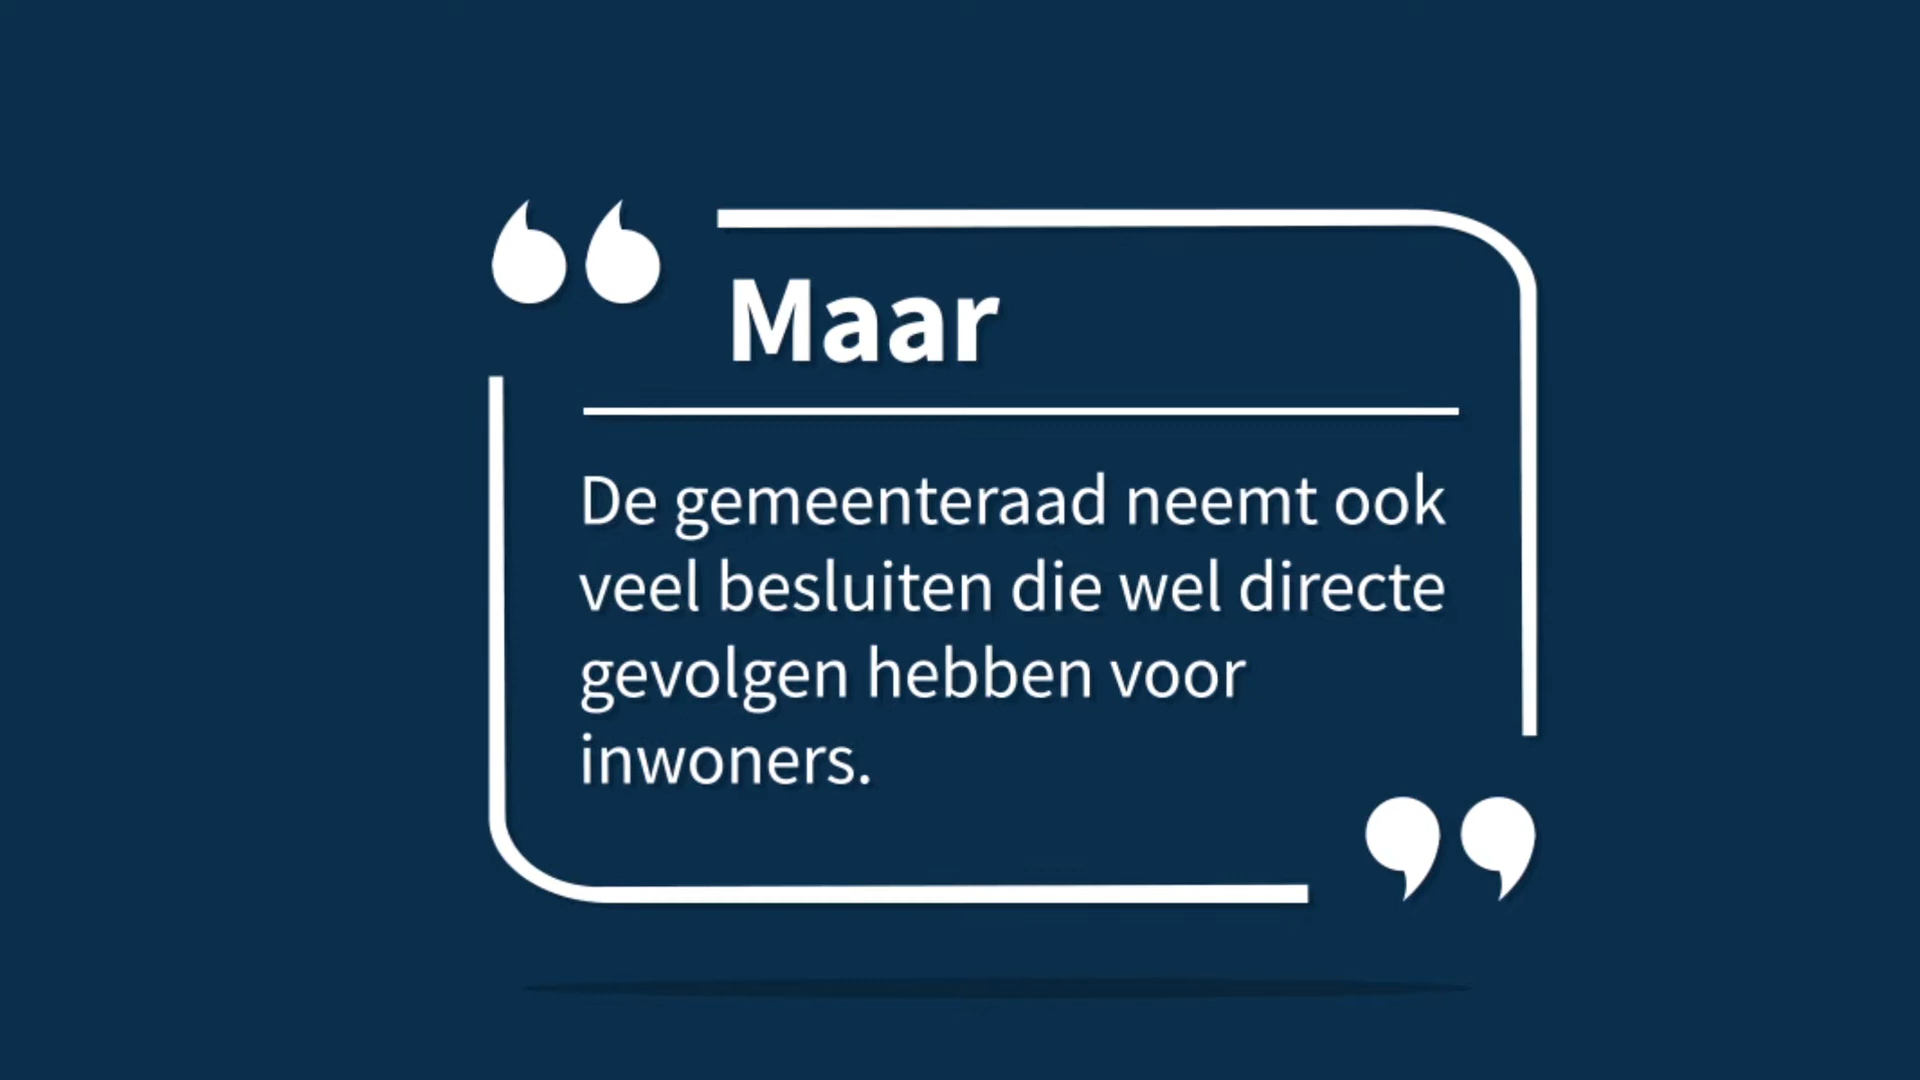 Maar
De gemeenteraad neemt ook
veel besluiten die wel directe
gevolgen hebben voor
inwoners.